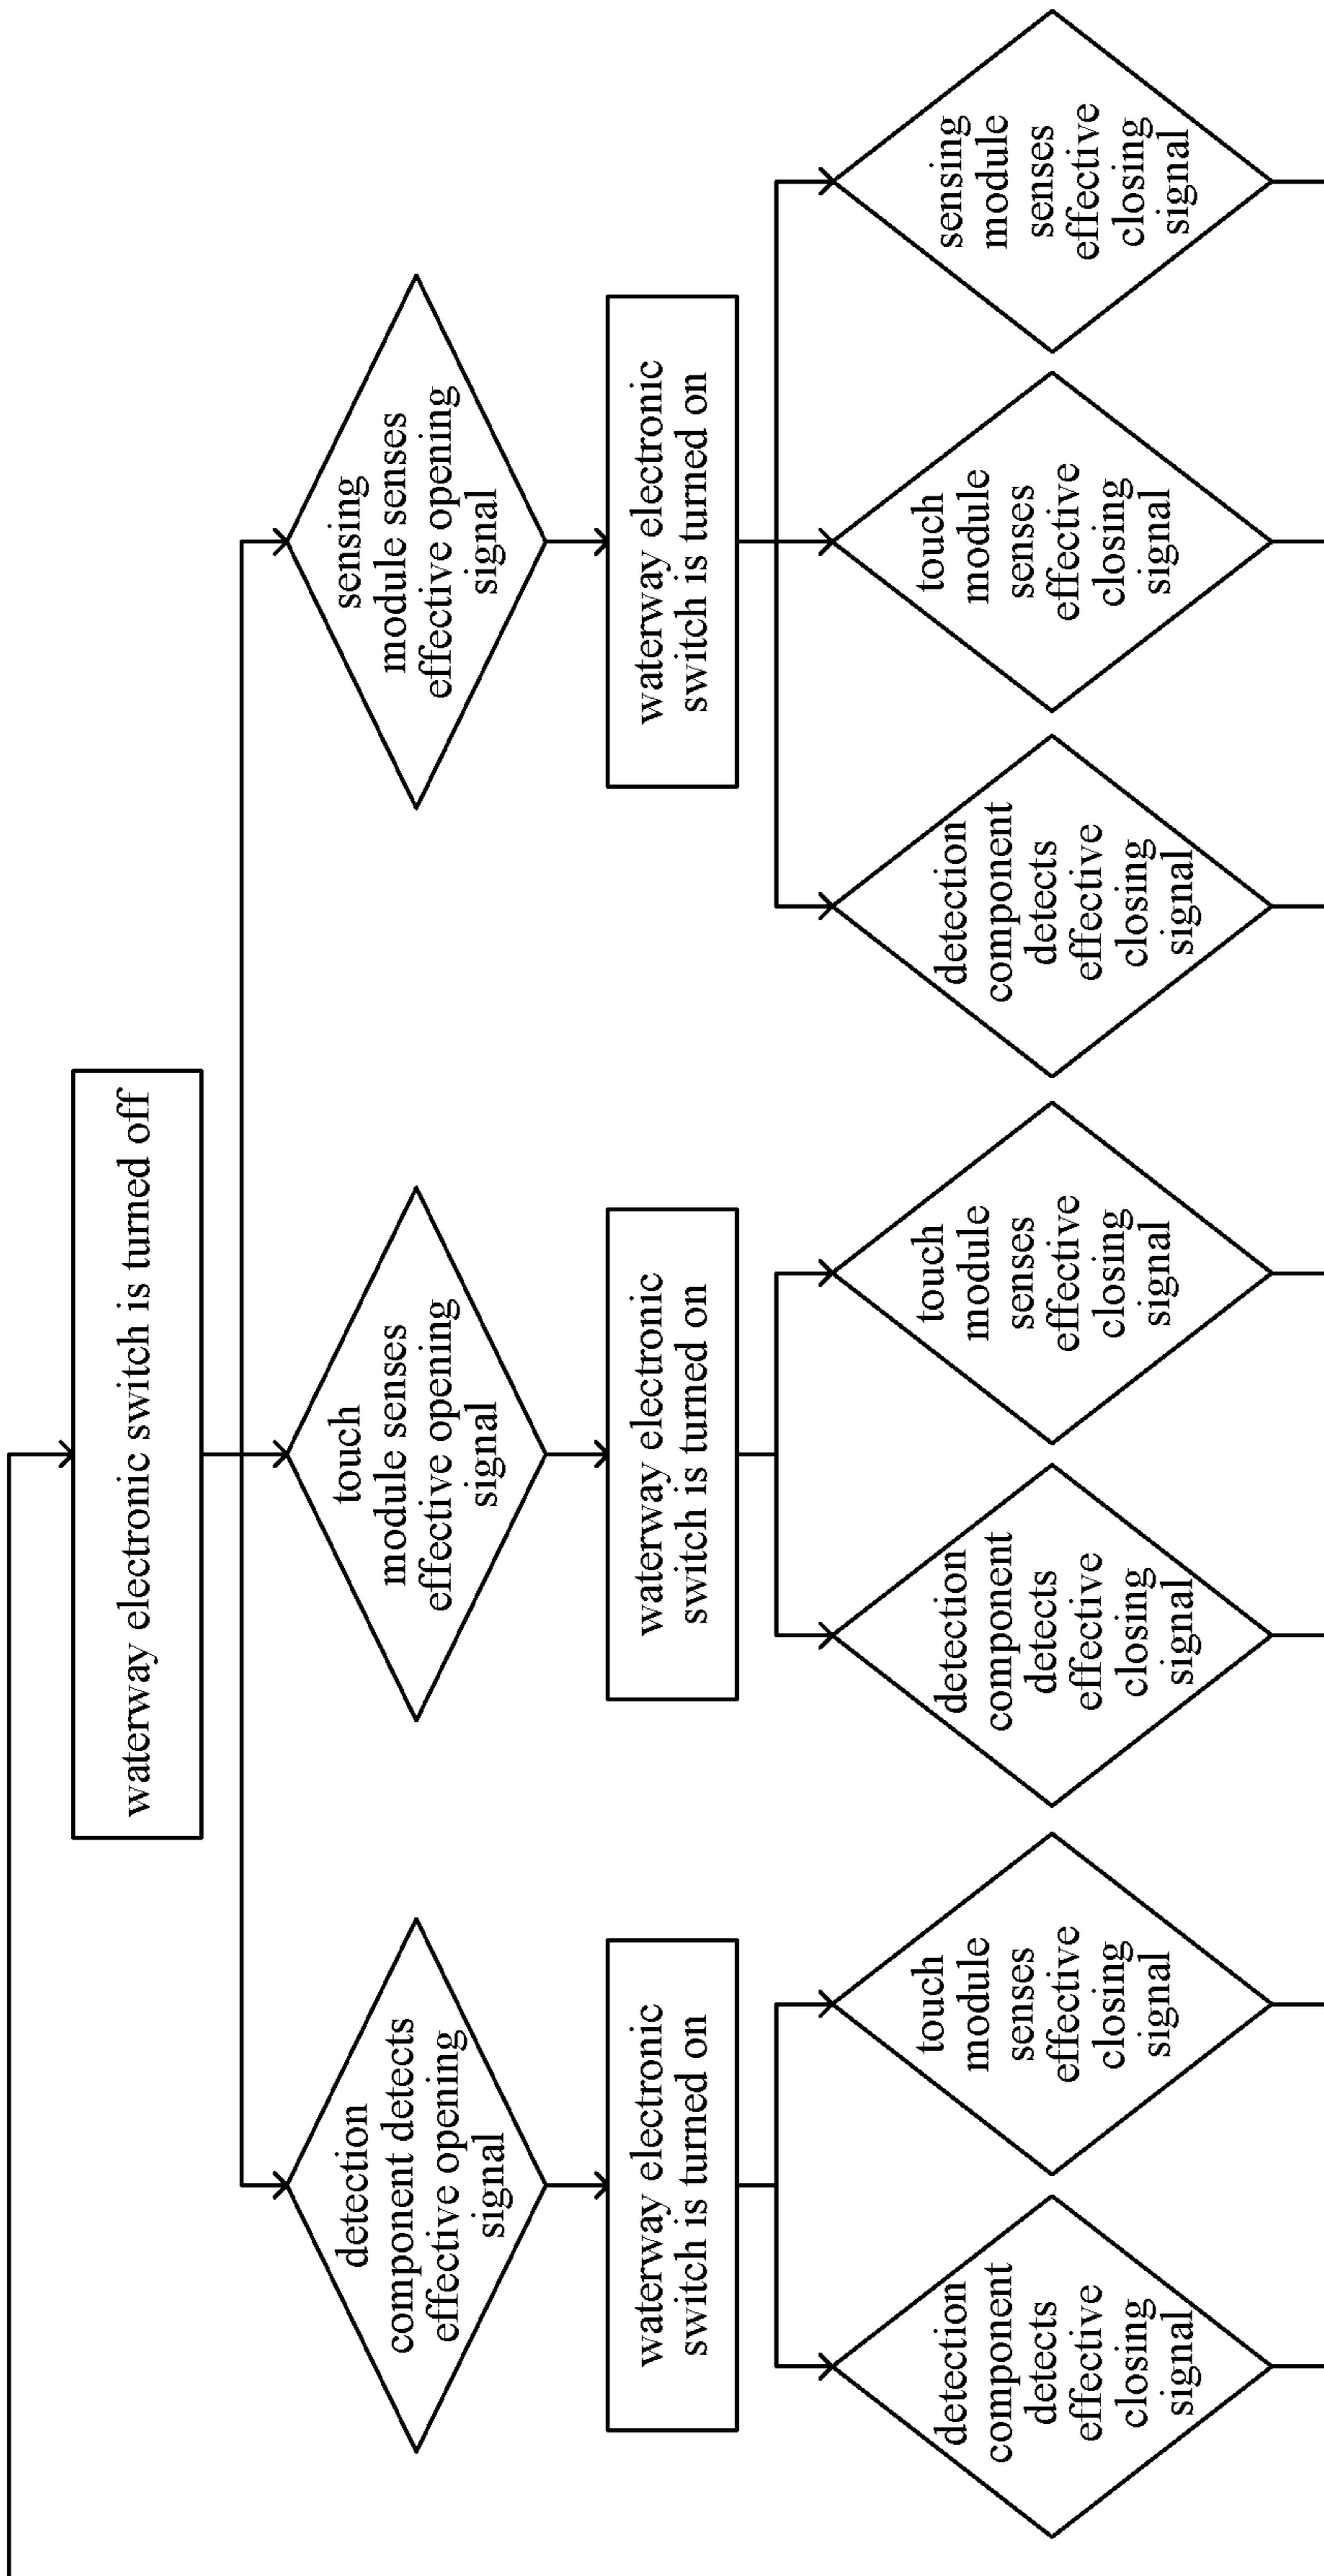 waterway electronic switch is turned off
detection
component detects
effective opening
signal
touch
module senses
effective opening
signal
sensing
module senses
effective opening
signal
waterway electronic
switch is turned on
waterway electronic
switch is turned on
waterway electronic
switch is turned on
detection
component
detects
effective
closing
signal
touch
module
senses
effective
closing
signal
detection
component
detects
effective
closing
signal
touch
module
senses
effective
closing
signal
detection
component
detects
effective
closing
signal
touch
module
senses
effective
closing
signal
sensing
module
senses
effective
closing
signal